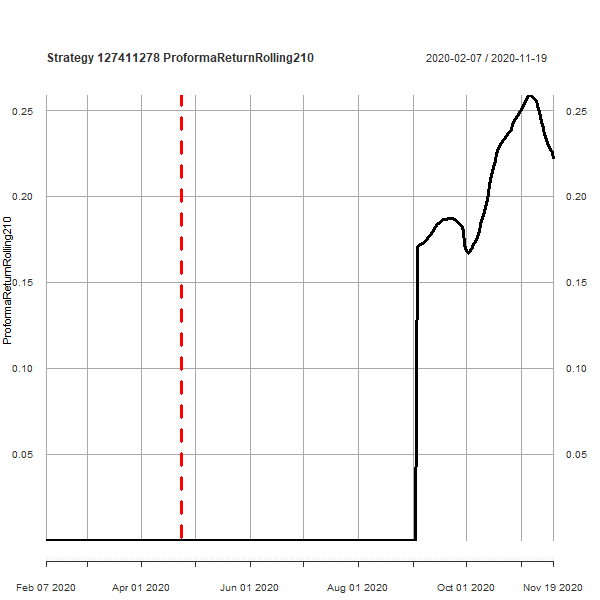 Strategy 127411278 ProformaReturnRolling210
2020-02-07 / 2020-11-19
ProformaReturnRolling210
0.25
0.20
0.15
0.10
0.05
0.25
0.20
0.15
0.10
0.05
Feb 07 2020
Apr 01 2020
Jun 01 2020
Aug 01 2020
Oct 01 2020
Nov 19 2020